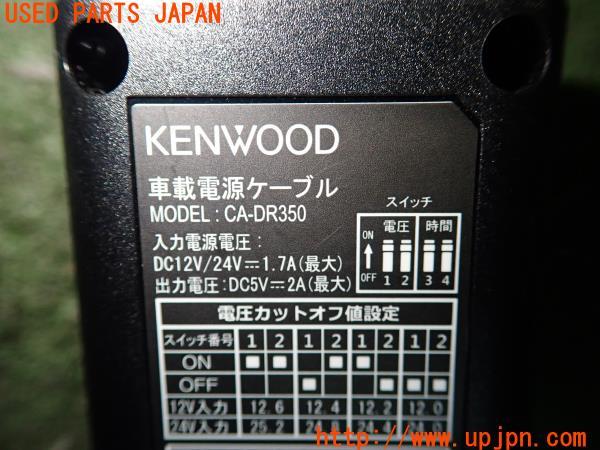 USED PARTS JAPAN
KENWOOD
車載電源ケーブル
MODEL : CA-DR350
入力電源電圧 :
DC12V/24V⎓1.7A(最大)
出力電圧:DC5V⎓2A(最大)
スイッチ
電圧 時間
ON
OFF 1 2 3 4
電圧カットオフ値設定
スイッチ番号 1 2 1 2 1 2 1 2
ON ■ ■ ■ ■
OFF ■ ■ ■ ■
12V入力 12.6 12.4 12.2 12.0
24V入力 25.2 24.4
http://www.upjpn.com